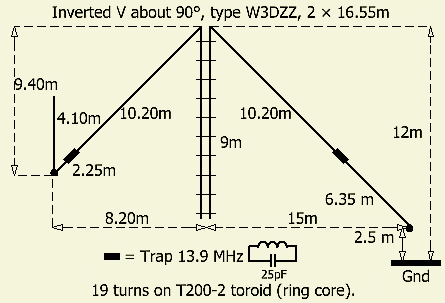 Inverted V about 90°, type W3DZZ, 2 × 16.55m
9.40m
4.10m
10.20m
10.20m
12m
9m
2.25m
6.35 m
8.20m
15m
2.5 m
= Trap 13.9 MHz
25pF
Gnd
19 turns on T200-2 toroid (ring core).